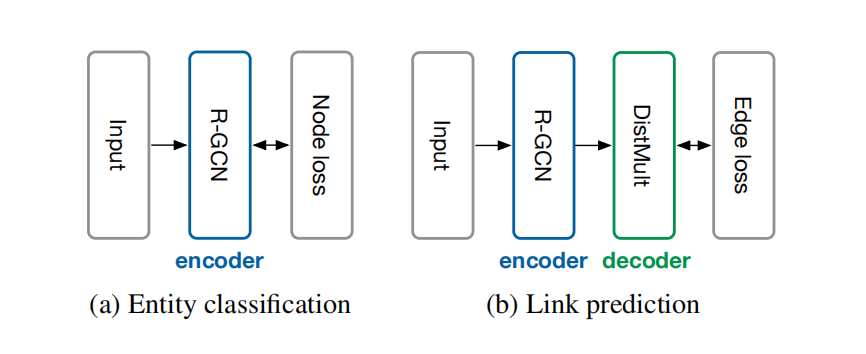 Input
R-GCN
Node loss
encoder
(a) Entity classification
Input
R-GCN
DistMult
Edge loss
encoder
decoder
(b) Link prediction